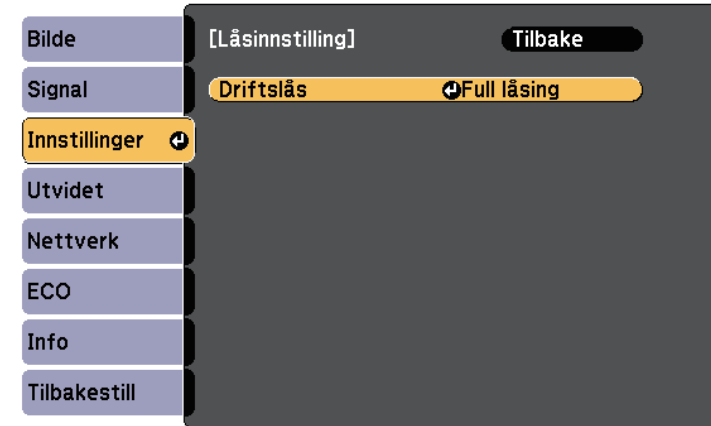 Bilde
Signal
Innstillinger
Utvidet
Nettverk
ECO
Info
Tilbakestill
[Låsinnstilling] Tilbake
Driftslås Full låsing